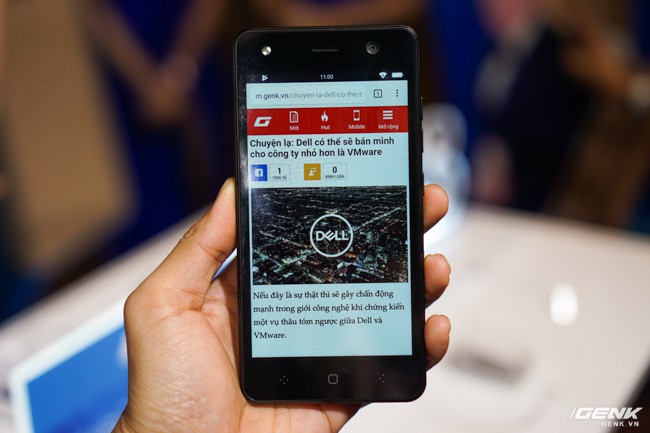 11:00
m.genk.vn/chuyen-la-dell-co-the-s
1
G
Mới
Hot
Mobile
Mở rộng
Chuyện lạ: Dell có thể sẽ bán mình
cho công ty nhỏ hơn là VMware
1
CHIA SẺ
0
BÌNH LUẬN
DELL
Nếu đây là sự thật thì sẽ gây chấn động
mạnh trong giới công nghệ khi chứng kiến
một vụ thâu tóm ngược giữa Dell và
VMware.
GENK
GENK.VN